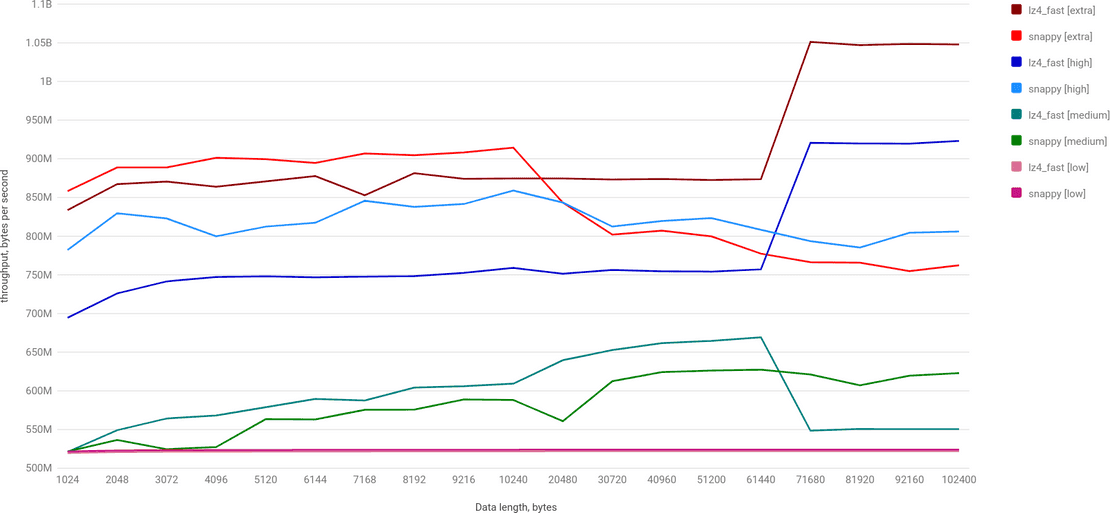 1.1B
1.05B
1B
950M
900M
850M
800M
750M
700M
650M
600M
550M
500M
throughput, bytes per second
1024 2048 3072 4096 5120 6144 7168 8192 9216 10240 20480 30720 40960 51200 61440 71680 81920 92160 102400
Data length, bytes
lz4_fast [extra]
snappy [extra]
lz4_fast [high]
snappy [high]
lz4_fast [medium]
snappy [medium]
lz4_fast [low]
snappy [low]